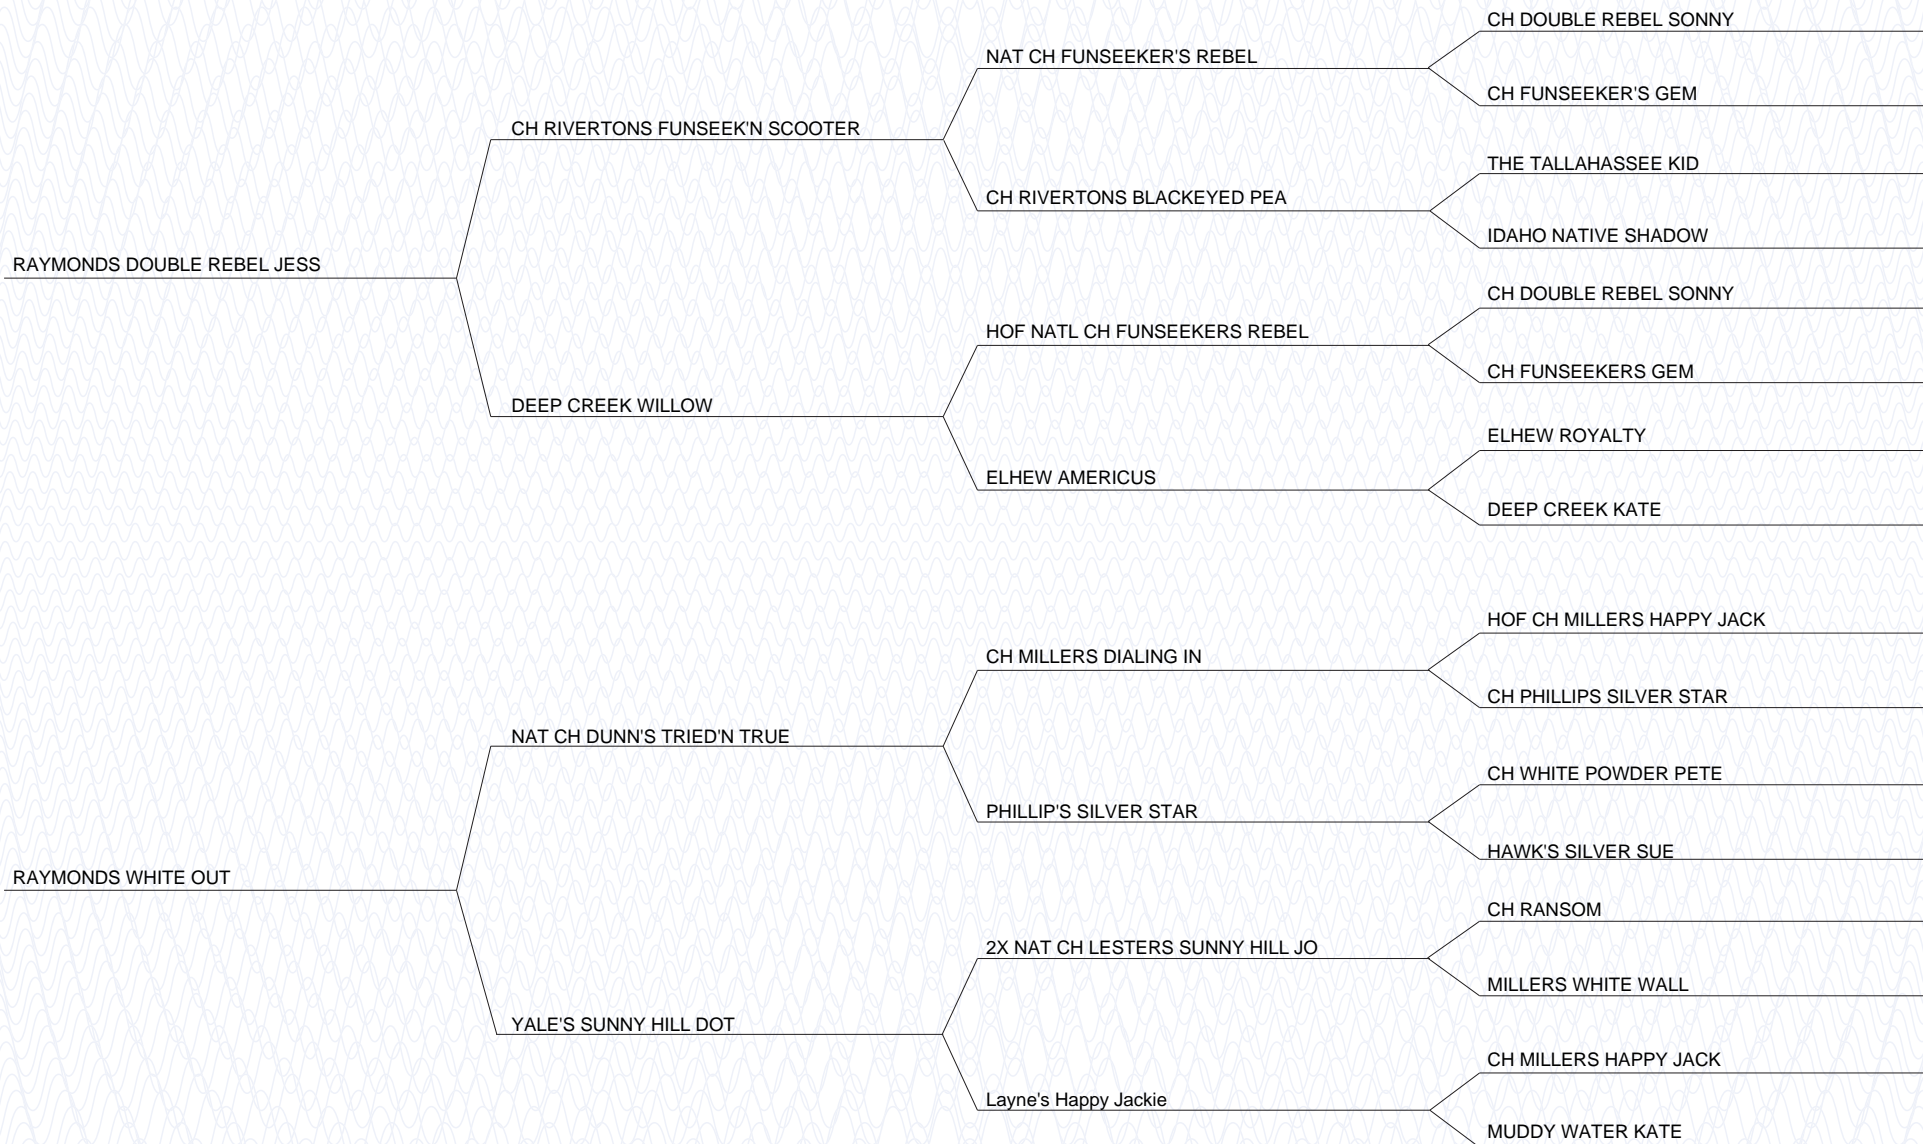 CH DOUBLE REBEL SONNY
NAT CH FUNSEEKER'S REBEL
CH FUNSEEKER'S GEM
CH RIVERTONS FUNSEEK'N SCOOTER
THE TALLAHASSEE KID
CH RIVERTONS BLACKEYED PEA
IDAHO NATIVE SHADOW
RAYMONDS DOUBLE REBEL JESS
CH DOUBLE REBEL SONNY
HOF NATL CH FUNSEEKERS REBEL
CH FUNSEEKERS GEM
DEEP CREEK WILLOW
ELHEW ROYALTY
ELHEW AMERICUS
DEEP CREEK KATE
HOF CH MILLERS HAPPY JACK
CH MILLERS DIALING IN
CH PHILLIPS SILVER STAR
NAT CH DUNN'S TRIED'N TRUE
CH WHITE POWDER PETE
PHILLIP'S SILVER STAR
HAWK'S SILVER SUE
RAYMONDS WHITE OUT
CH RANSOM
2X NAT CH LESTERS SUNNY HILL JO
MILLERS WHITE WALL
YALE'S SUNNY HILL DOT
CH MILLERS HAPPY JACK
Layne's Happy Jackie
MUDDY WATER KATE